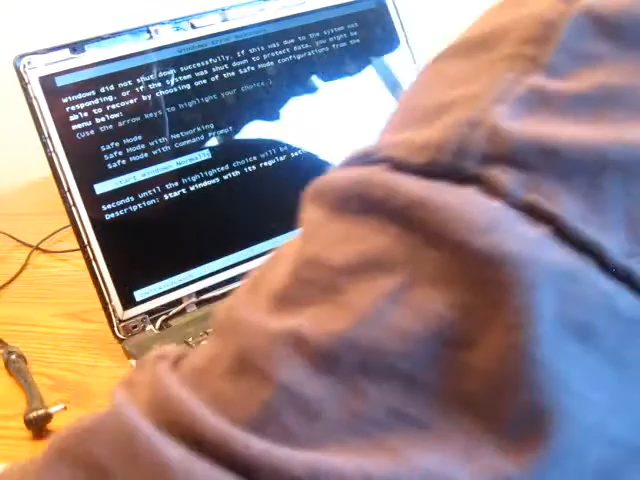 Windows Error Recovery
Windows did not shut down successfully. If this was due to the system not
responding, or if the system was shut down to protect data, you might be
able to recover by choosing one of the Safe Mode configurations from the
menu below:
(Use the arrow keys to highlight your choice.)
Safe Mode
Safe Mode with Networking
Safe Mode with Command Prompt
Start Windows Normally
Seconds until the highlighted choice will be
Description: Start Windows with its regular